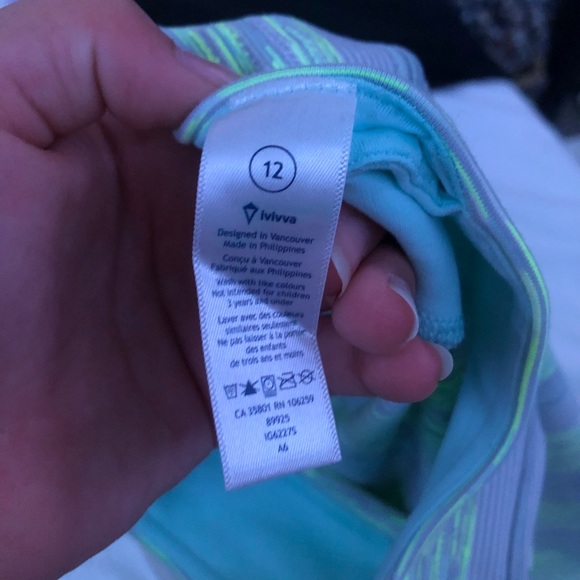 12
ivivva
Designed in Vancouver
Made in Philippines
Conçu à Vancouver
Fabriqué aux Philippines
Wash with like colours
Not intended for children
3 years and under
Laver avec des couleurs
similaires seulement
Ne pas laisser à la portée
des enfants
de trois ans et moins
CA 35801 RN 106259
89925
IG6227S
A6